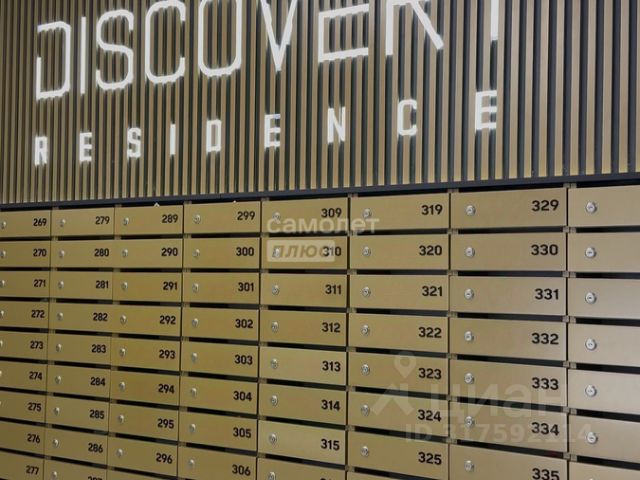 DISCOVERY
RESIDENCE
269 279 289 299 309 319 329
270 280 290 300 310 320 330
271 281 291 301 311 321 331
272 282 292 302 312 322 332
273 283 293 303 313 323 333
274 284 294 304 314 324 334
275 285 295 305 315 325 335
276 286 296 306
277
самолет
плюс
циан
ID 317592114